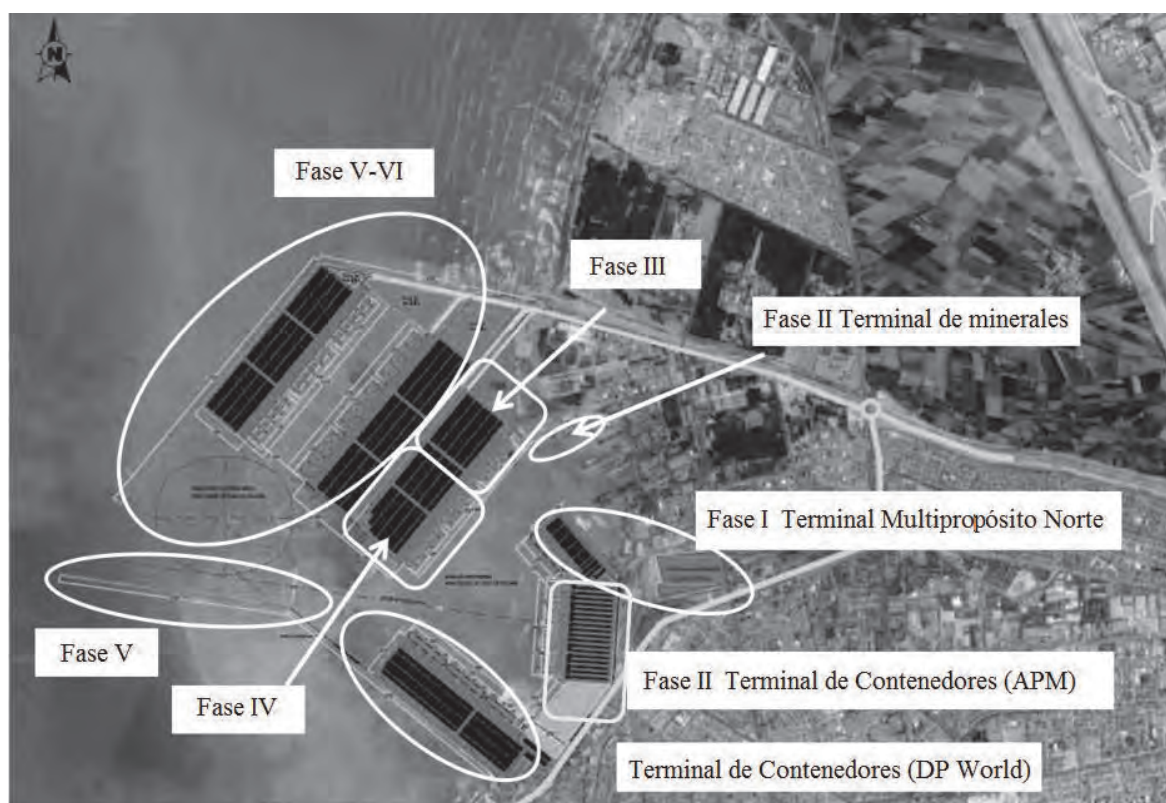 N
Fase V-VI
Fase III
Fase II Terminal de minerales
Fase I Terminal Multipropósito Norte
Fase V
Fase IV
Fase II Terminal de Contenedores (APM)
Terminal de Contenedores (DP World)